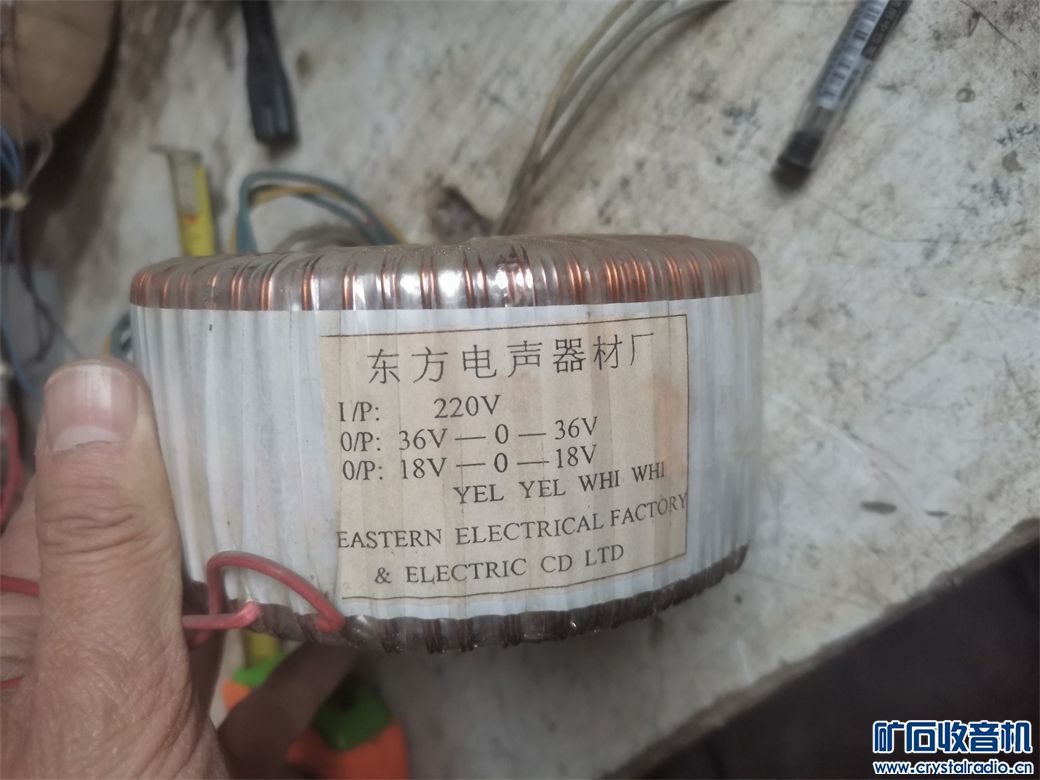 东方电声器材厂
I/P: 220V
0/P: 36V — 0 — 36V
0/P: 18V — 0 — 18V
YEL YEL WHI WHI
EASTERN ELECTRICAL FACTORY
& ELECTRIC CD LTD
矿石收音机
www.crystalradio.cn